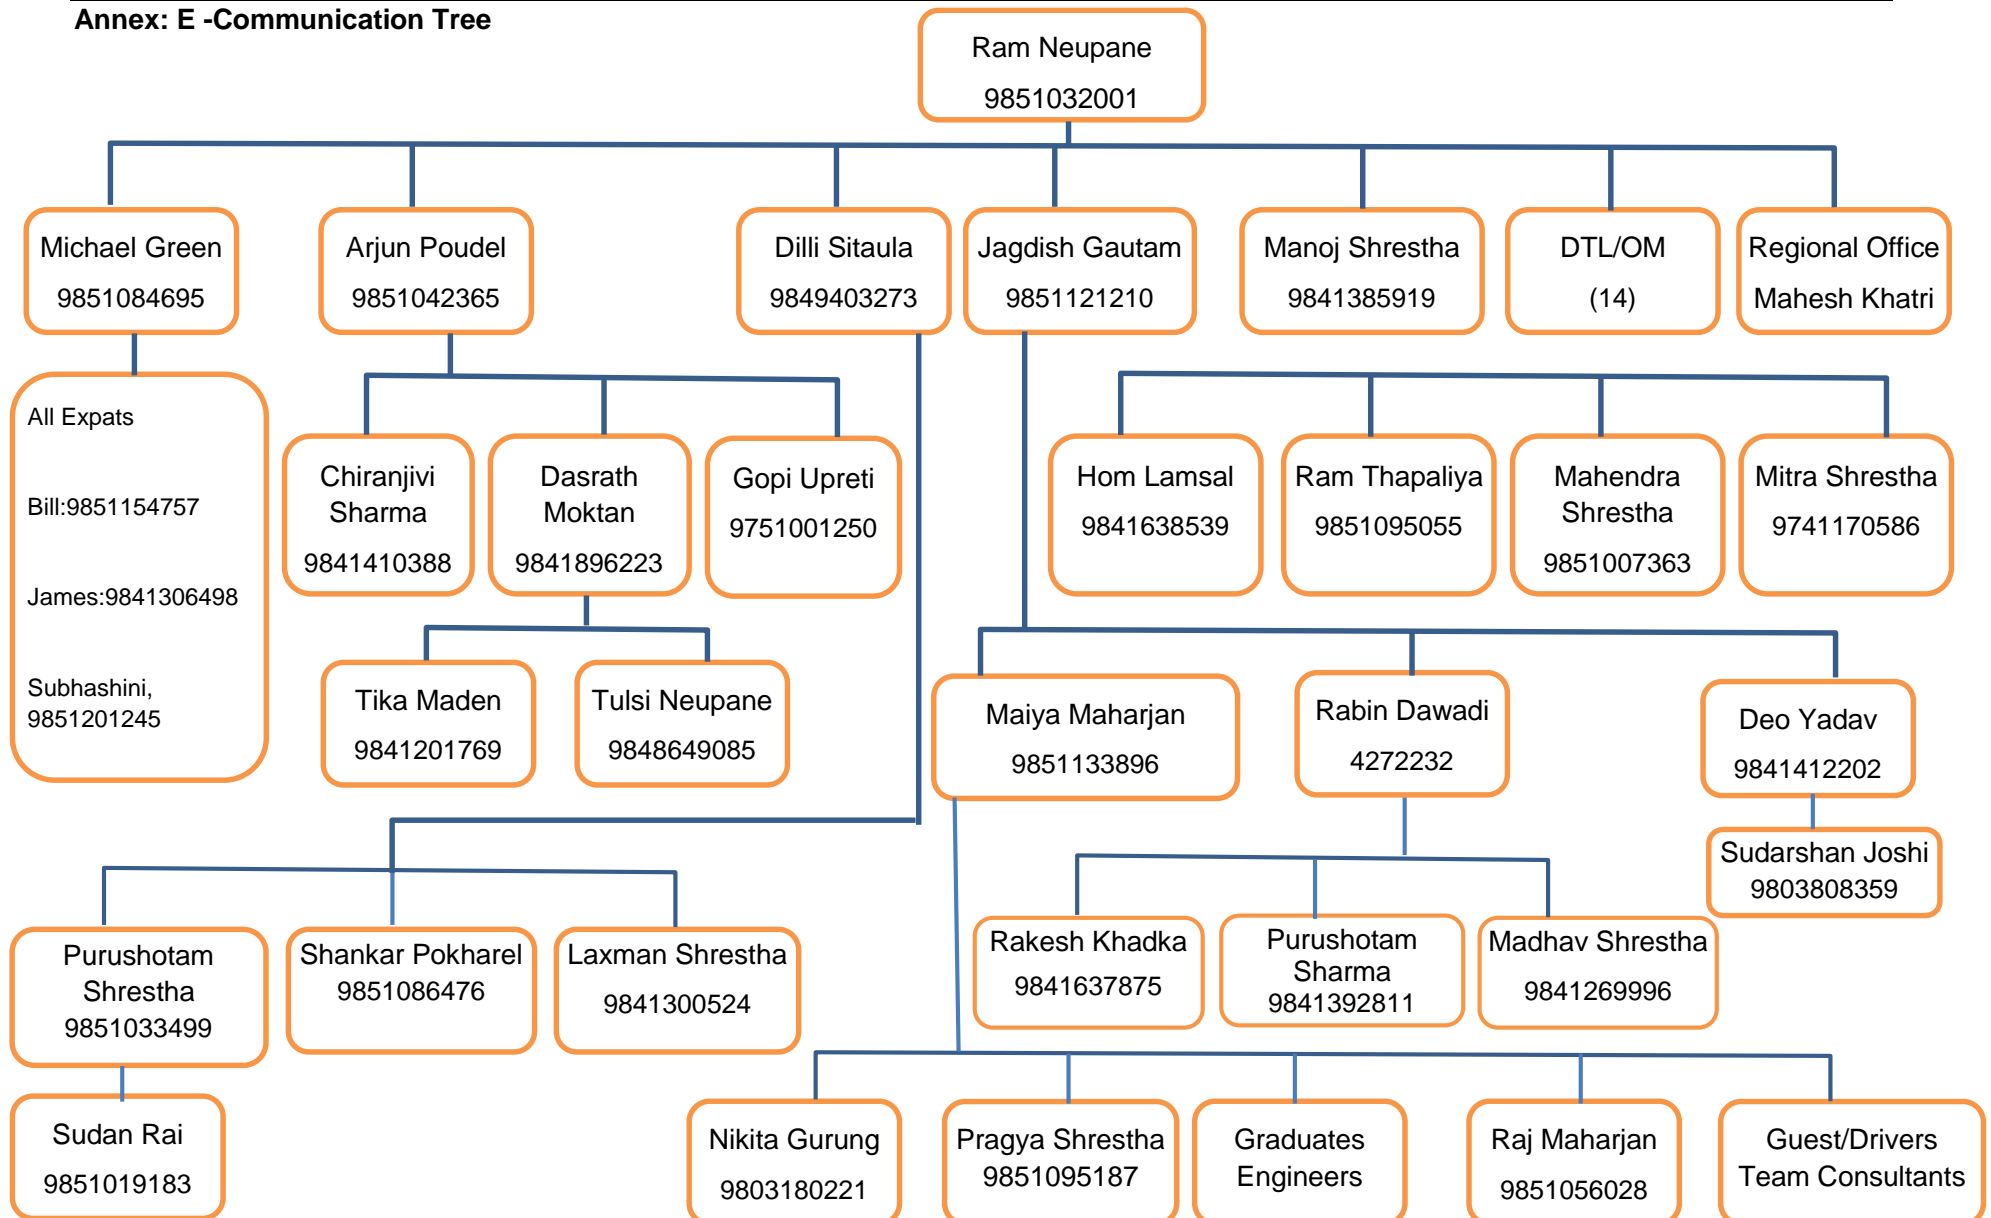 Annex: E -Communication Tree
Ram Neupane
9851032001
Michael Green
9851084695
Arjun Poudel
9851042365
Dilli Sitaula
9849403273
Jagdish Gautam
9851121210
Manoj Shrestha
9841385919
DTL/OM
(14)
Regional Office
Mahesh Khatri
All Expats
Bill:9851154757
James:9841306498
Subhashini,
9851201245
Chiranjivi
Sharma
9841410388
Dasrath
Moktan
9841896223
Gopi Upreti
9751001250
Hom Lamsal
9841638539
Ram Thapaliya
9851095055
Mahendra
Shrestha
9851007363
Mitra Shrestha
9741170586
Tika Maden
9841201769
Tulsi Neupane
9848649085
Maiya Maharjan
9851133896
Rabin Dawadi
4272232
Deo Yadav
9841412202
Sudarshan Joshi
9803808359
Purushotam
Shrestha
9851033499
Shankar Pokharel
9851086476
Laxman Shrestha
9841300524
Rakesh Khadka
9841637875
Purushotam
Sharma
9841392811
Madhav Shrestha
9841269996
Sudan Rai
9851019183
Nikita Gurung
9803180221
Pragya Shrestha
9851095187
Graduates
Engineers
Raj Maharjan
9851056028
Guest/Drivers
Team Consultants